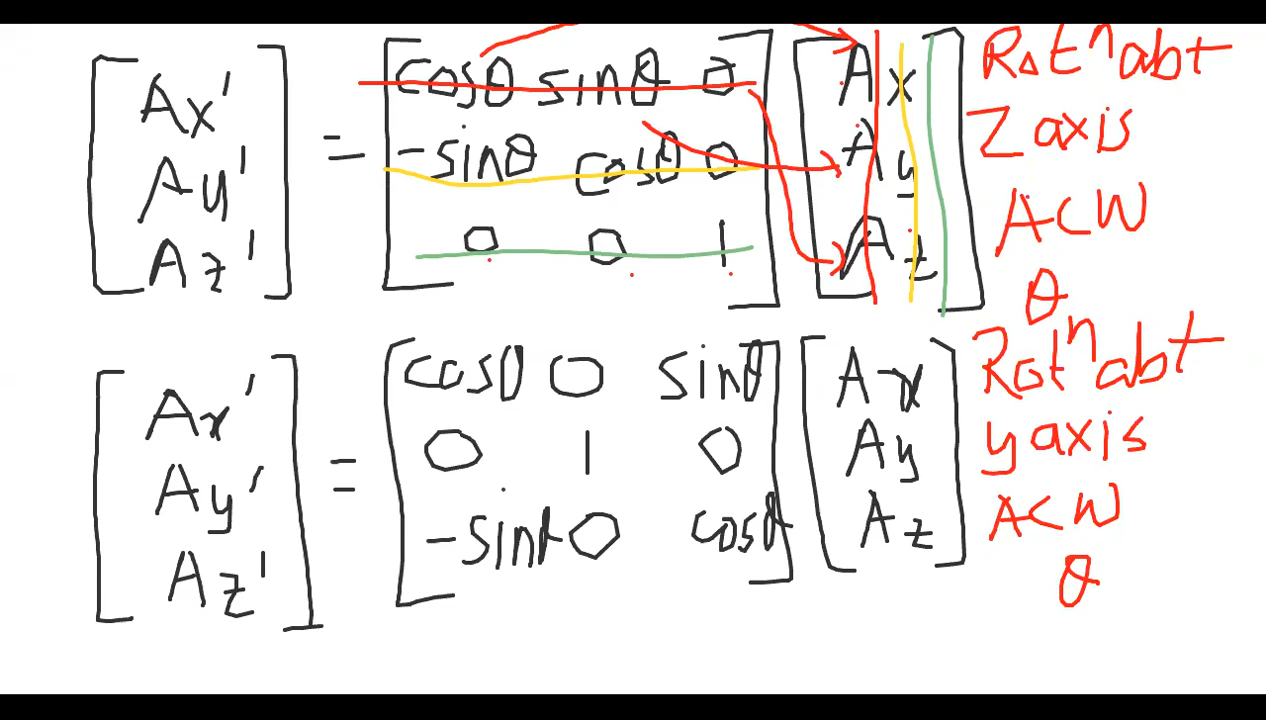 [Ax'] = [cosθ sinθ 0] [Ax] Rotⁿ abt
[Ay'] [-sinθ cosθ 0] [Ay] Z axis
[Az'] [0 0 1] [Az] ACW
θ
[Ax'] = [cosθ 0 sinθ] [Ax] Rotⁿ abt
[Ay'] [0 1 0] [Ay] y axis
[Az'] [-sinθ 0 cosθ] [Az] ACW
θ